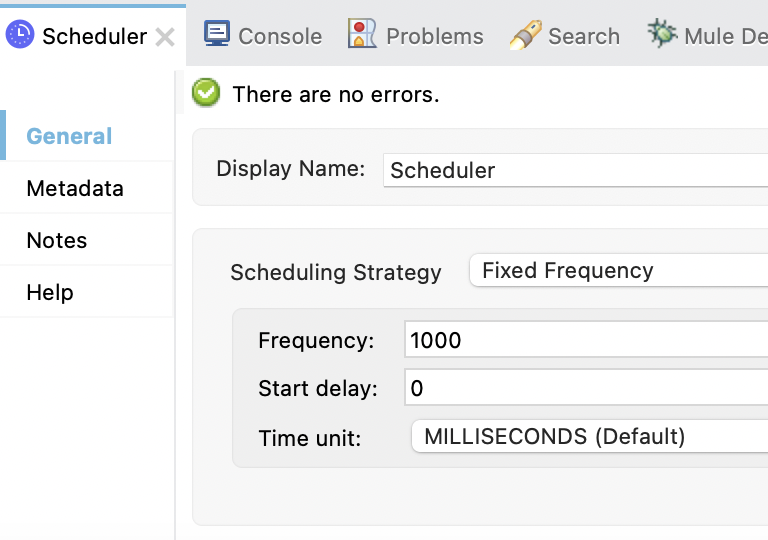 Scheduler Console Problems Search Mule De
There are no errors.
General
Display Name: Scheduler
Metadata
Notes
Scheduling Strategy Fixed Frequency
Help
Frequency: 1000
Start delay: 0
Time unit: MILLISECONDS (Default)